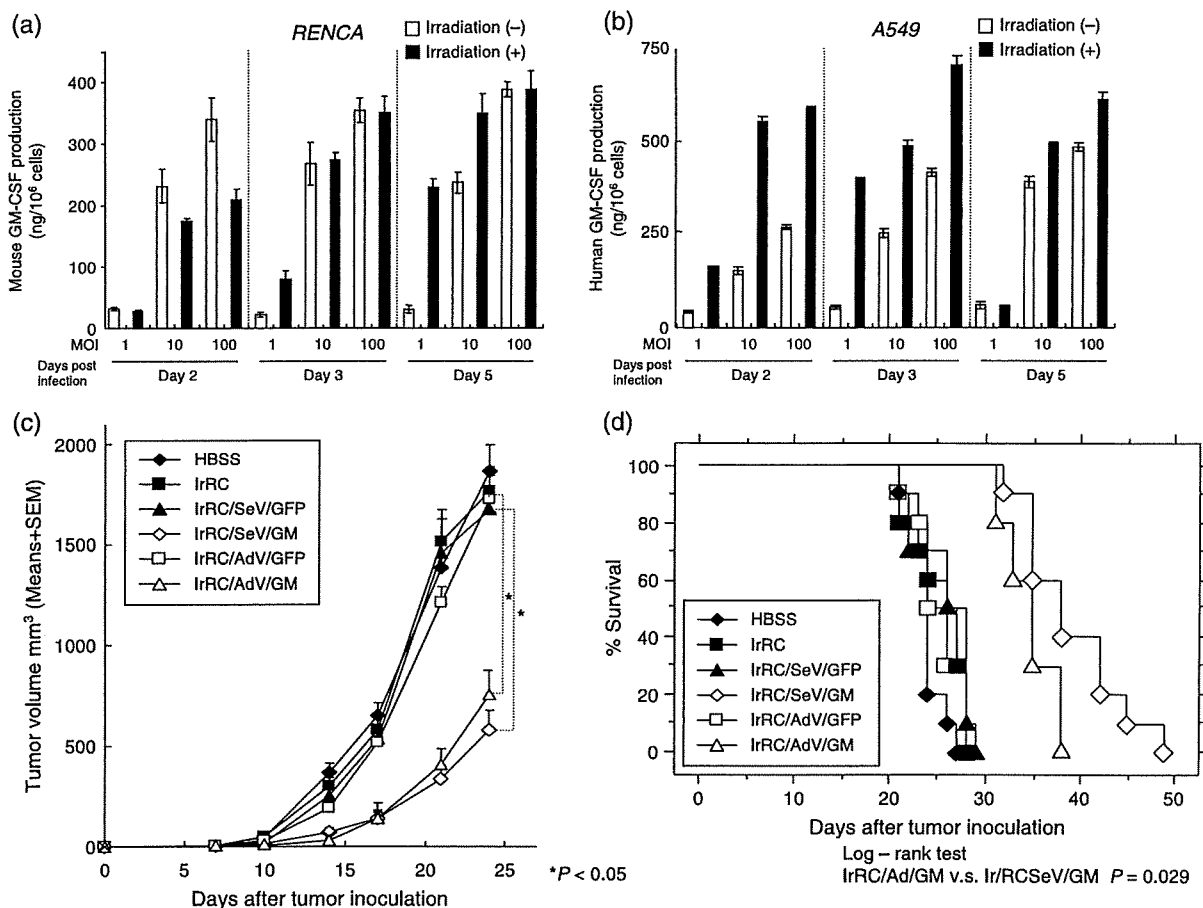 (a)
RENCA
Irradiation (–)
Irradiation (+)
Mouse GM-CSF production
(ng/10⁶ cells)
400
300
200
100
0
MOI 1 10 100 1 10 100 1 10 100
Days post
infection
Day 2 Day 3 Day 5
(b)
A549
Irradiation (–)
Irradiation (+)
Human GM-CSF production
(ng/10⁶ cells)
750
500
250
0
MOI 1 10 100 1 10 100 1 10 100
Days post
infection
Day 2 Day 3 Day 5
(c)
Tumor volume mm³ (Means+SEM)
2000
1500
1000
500
0
HBSS
IrRC
IrRC/SeV/GFP
IrRC/SeV/GM
IrRC/AdV/GFP
IrRC/AdV/GM
*
*
0 5 10 15 20 25
Days after tumor inoculation
*P < 0.05
(d)
% Survival
100
80
60
40
20
0
HBSS
IrRC
IrRC/SeV/GFP
IrRC/SeV/GM
IrRC/AdV/GFP
IrRC/AdV/GM
0 10 20 30 40 50
Days after tumor inoculation
Log – rank test
IrRC/Ad/GM v.s. Ir/RCSeV/GM P = 0.029